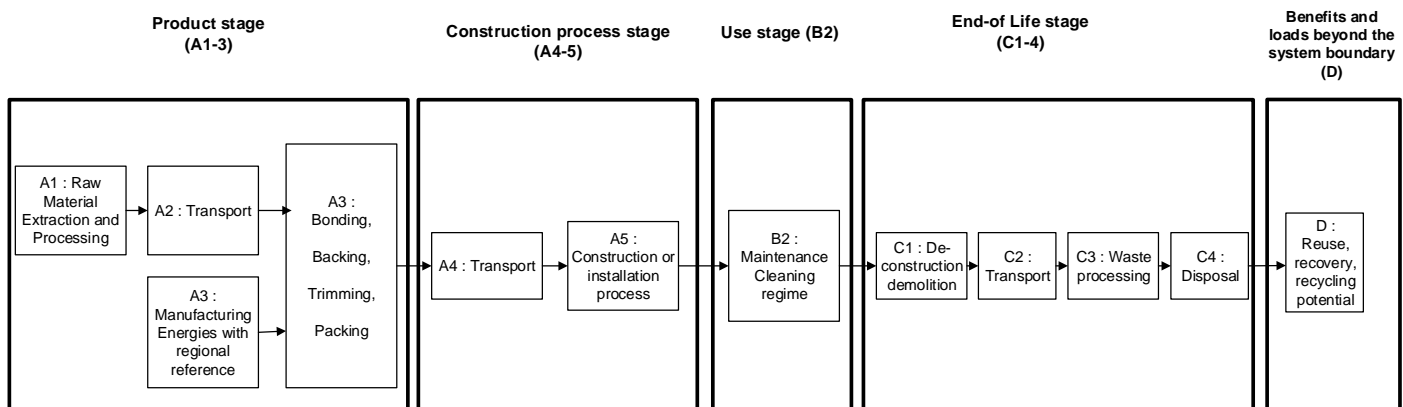 Product stage
(A1-3)
Construction process stage
(A4-5)
Use stage (B2)
End-of Life stage
(C1-4)
Benefits and
loads beyond the
system boundary
(D)
A1 : Raw
Material
Extraction and
Processing
A2 : Transport
A3 :
Manufacturing
Energies with
regional
reference
A3 :
Bonding,
Backing,
Trimming,
Packing
A4 : Transport
A5 :
Construction or
installation
process
B2 :
Maintenance
Cleaning
regime
C1 : De-
construction
demolition
C2 :
Transport
C3 : Waste
processing
C4 :
Disposal
D :
Reuse,
recovery,
recycling
potential